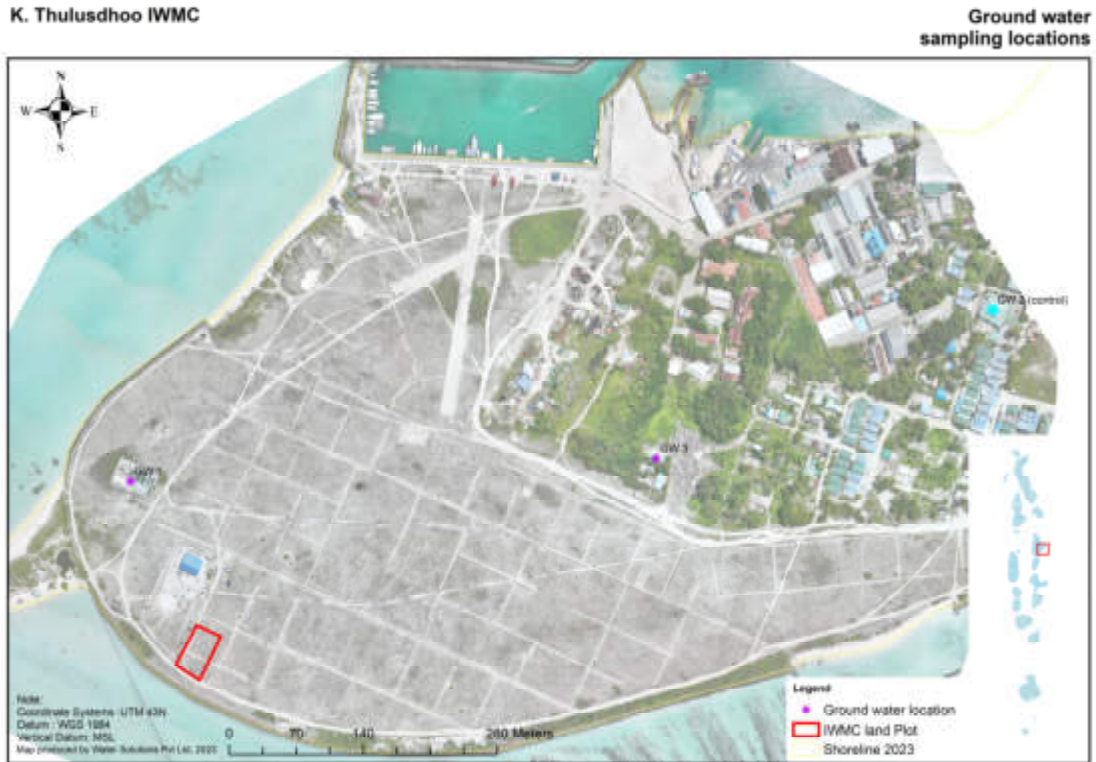 K. Thulusdhoo IWMC
Ground water
sampling locations
N
W E
S
GW 2 (control)
GW 3
GW 1
Note:
Coordinate Systems: UTM 43N
Datum : WGS 1984
Vertical Datum: MSL
Map produced by Water Solutions Pvt Ltd, 2023
0 70 140 280 Meters
Legend
Ground water location
IWMC land Plot
Shoreline 2023